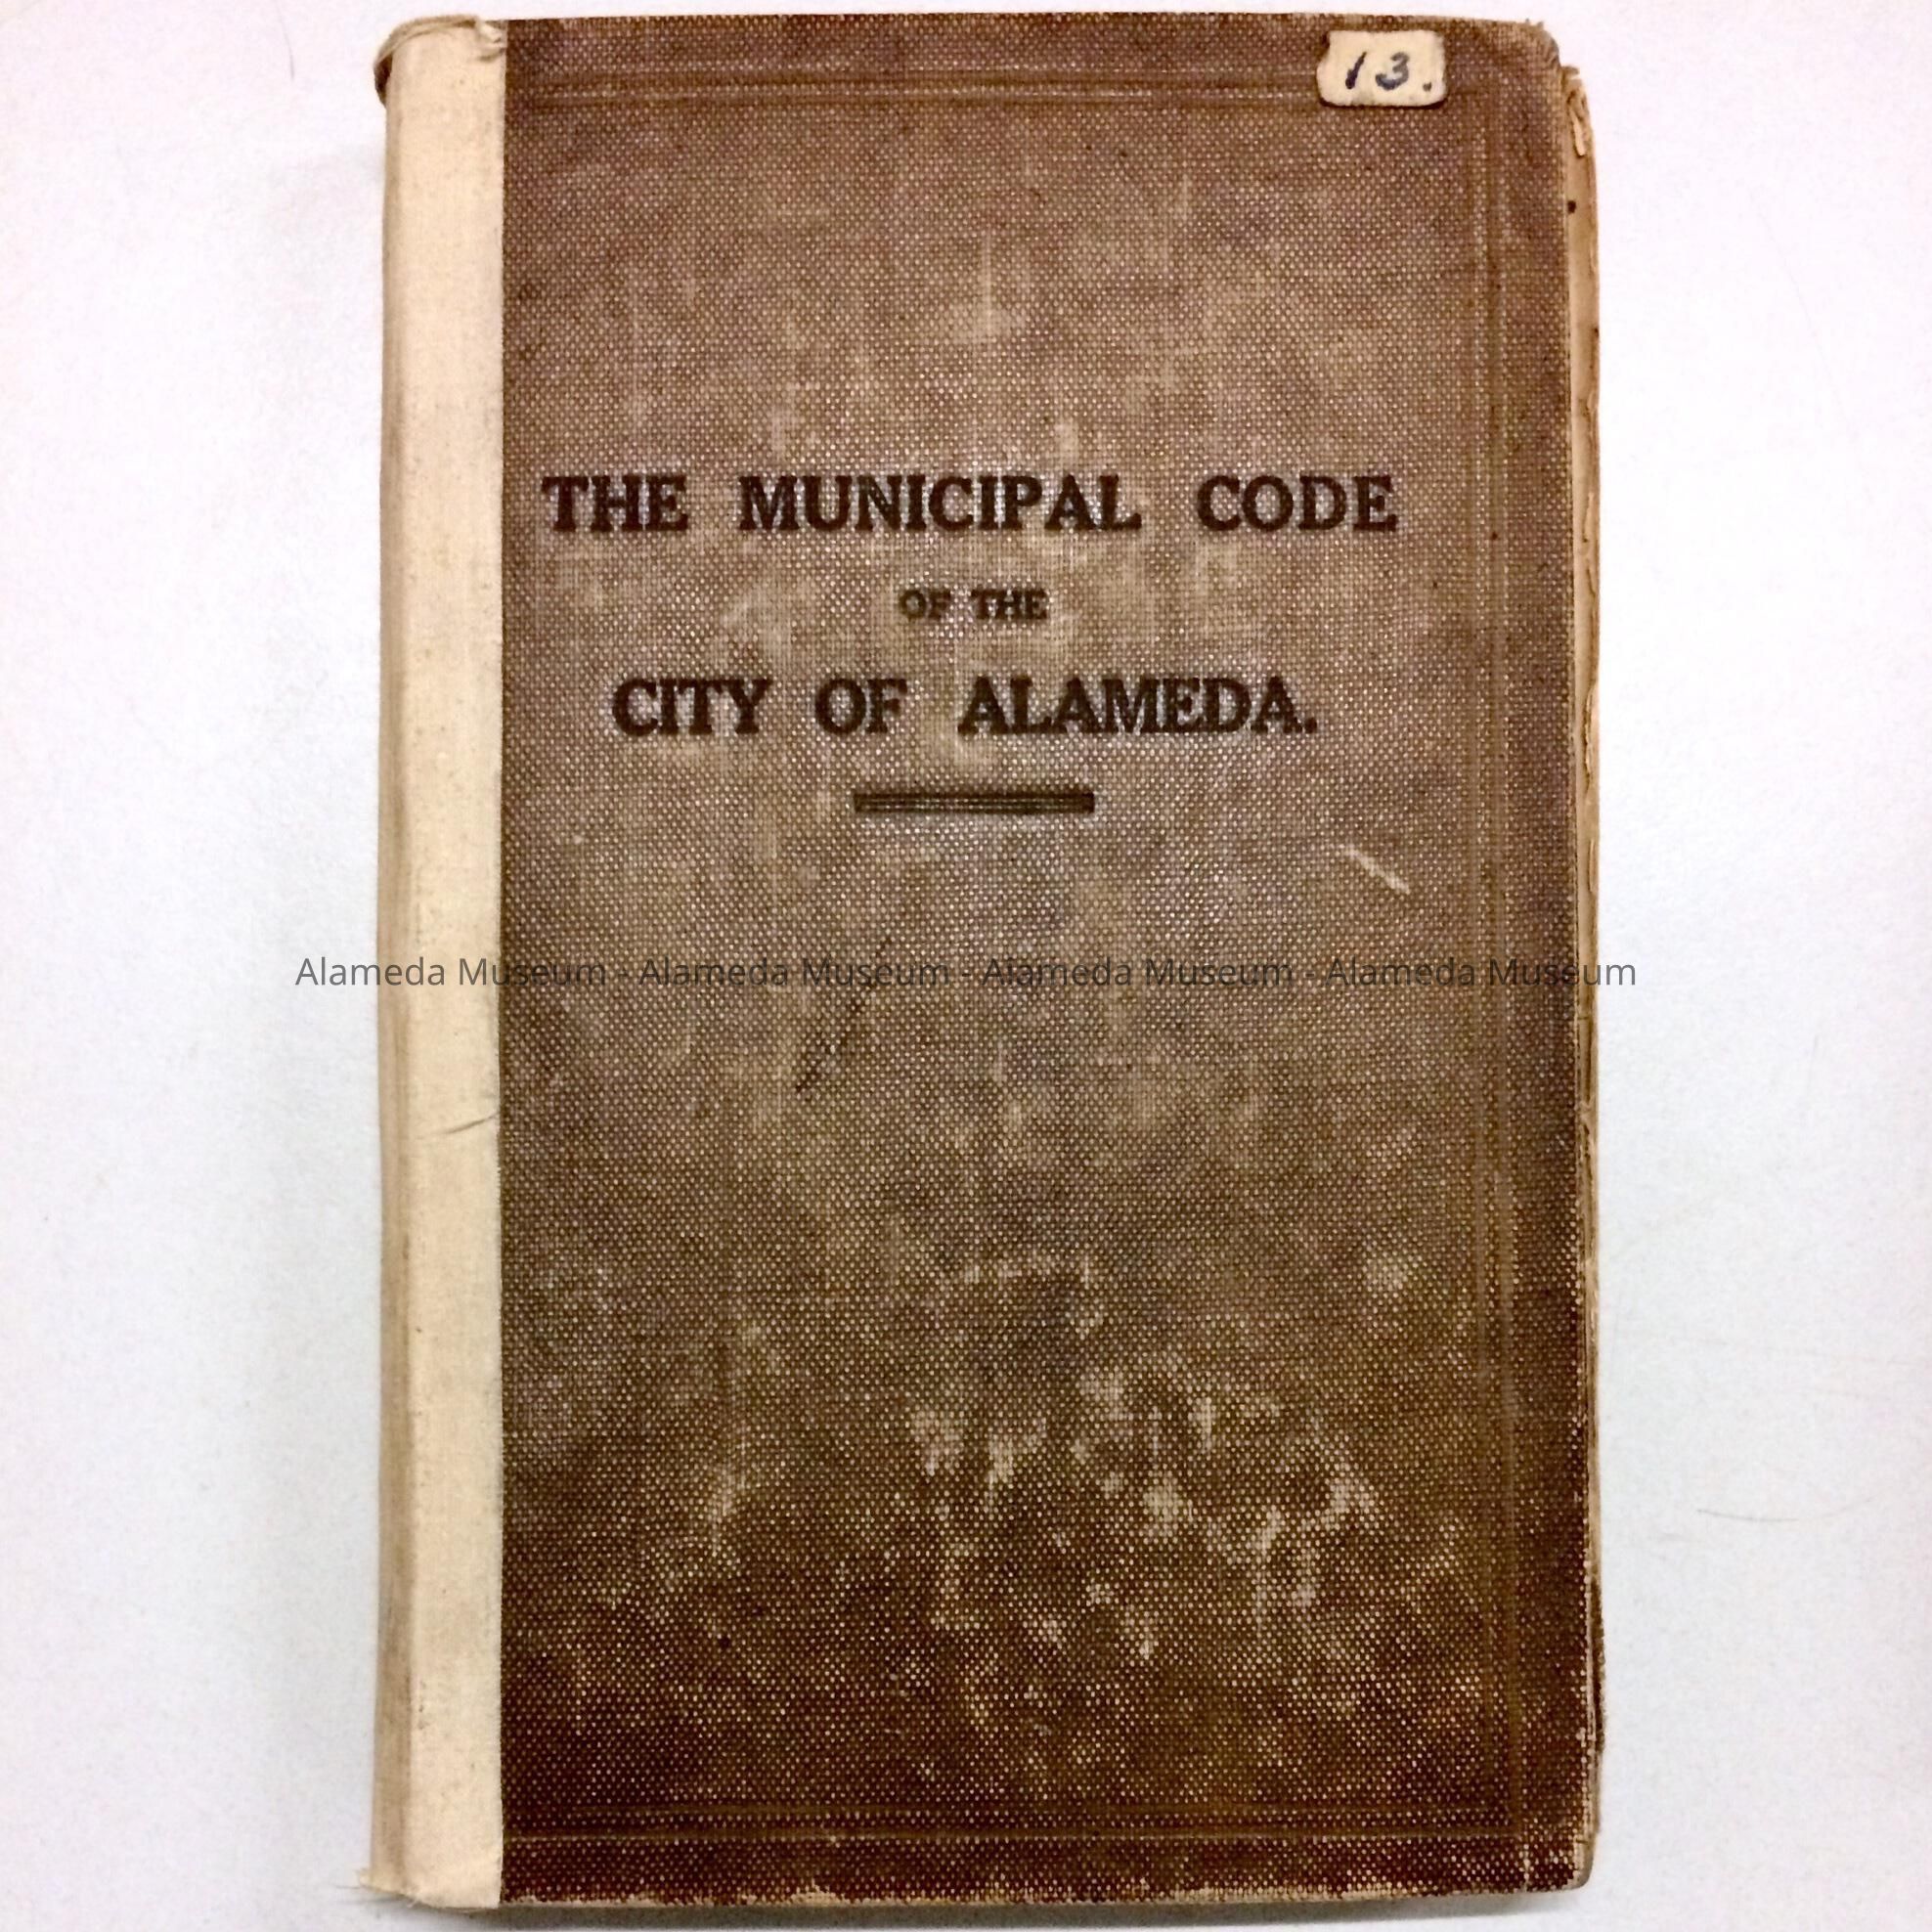 13.
THE MUNICIPAL CODE
OF THE
CITY OF ALAMEDA.
Alameda Museum - Alameda Museum - Alameda Museum - Alameda Museum